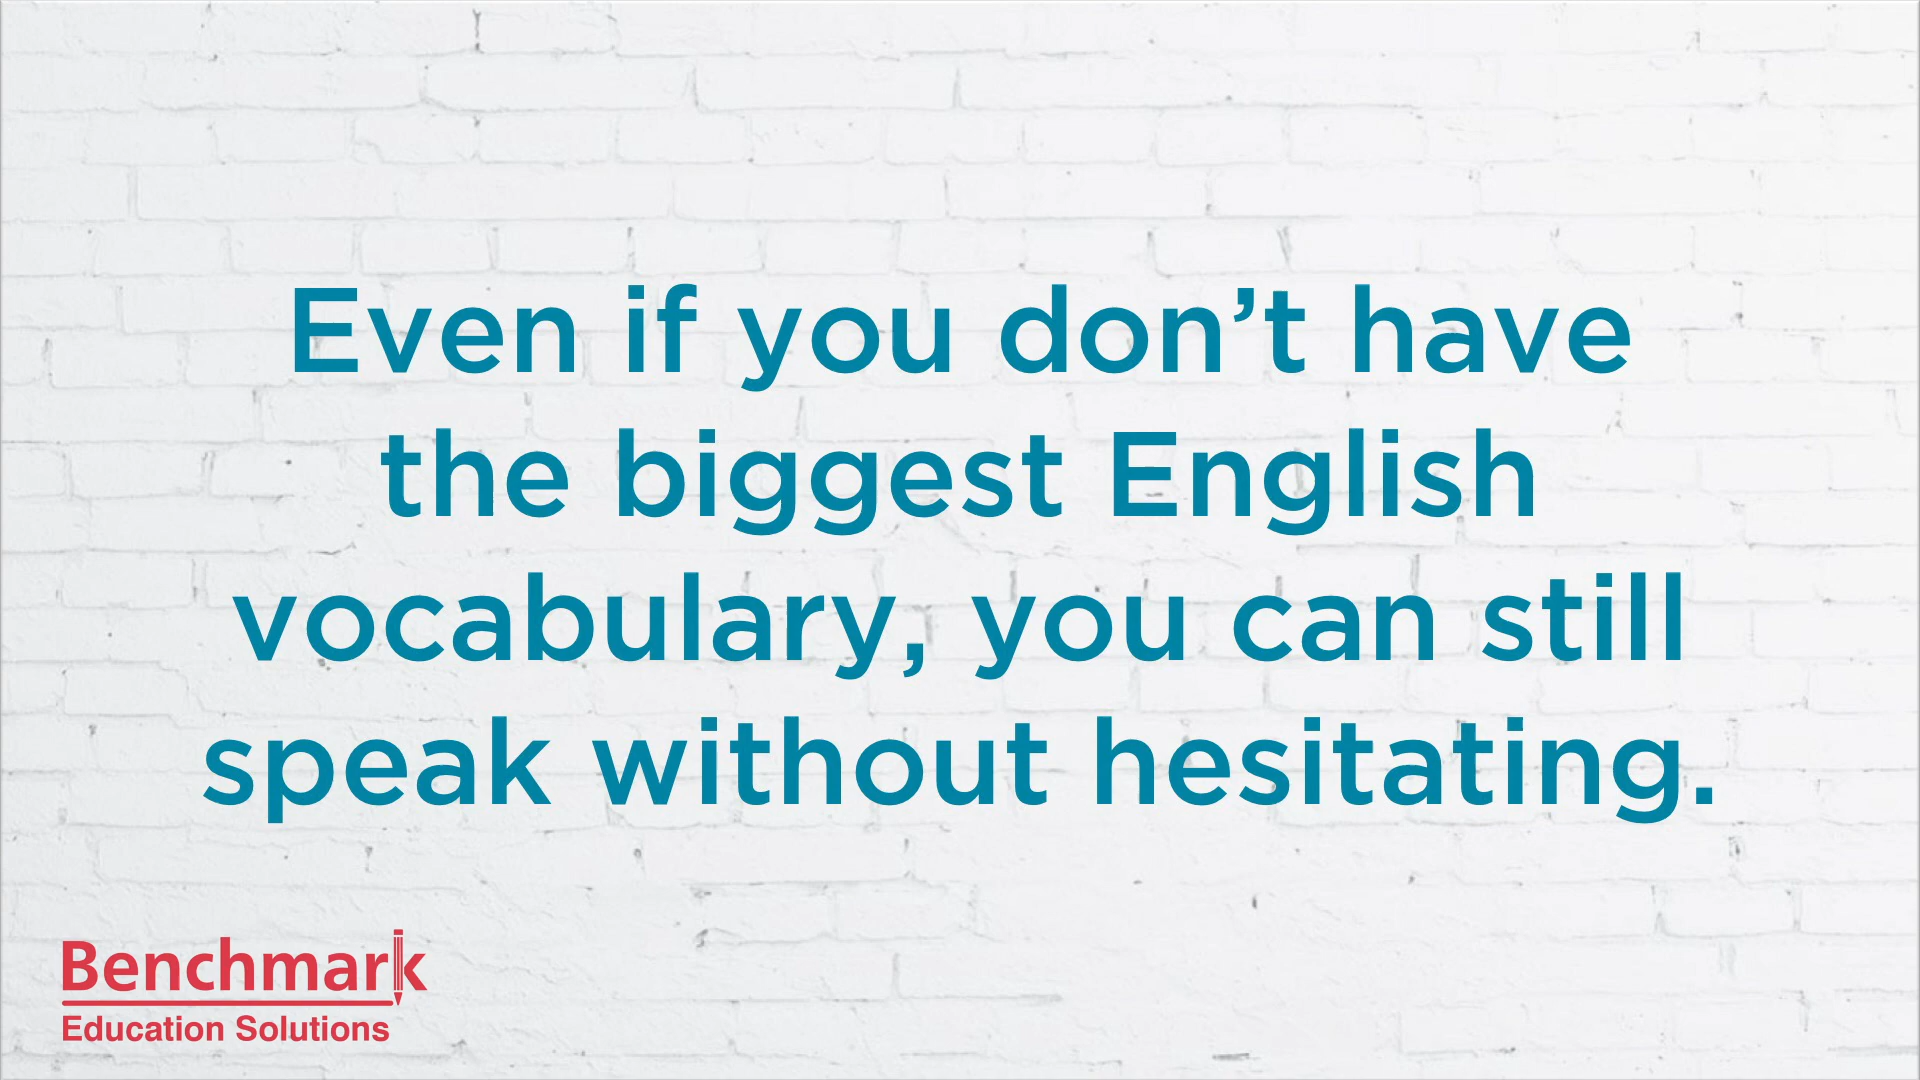 Even if you don’t have
the biggest English
vocabulary, you can still
speak without hesitating.
Benchmark
Education Solutions